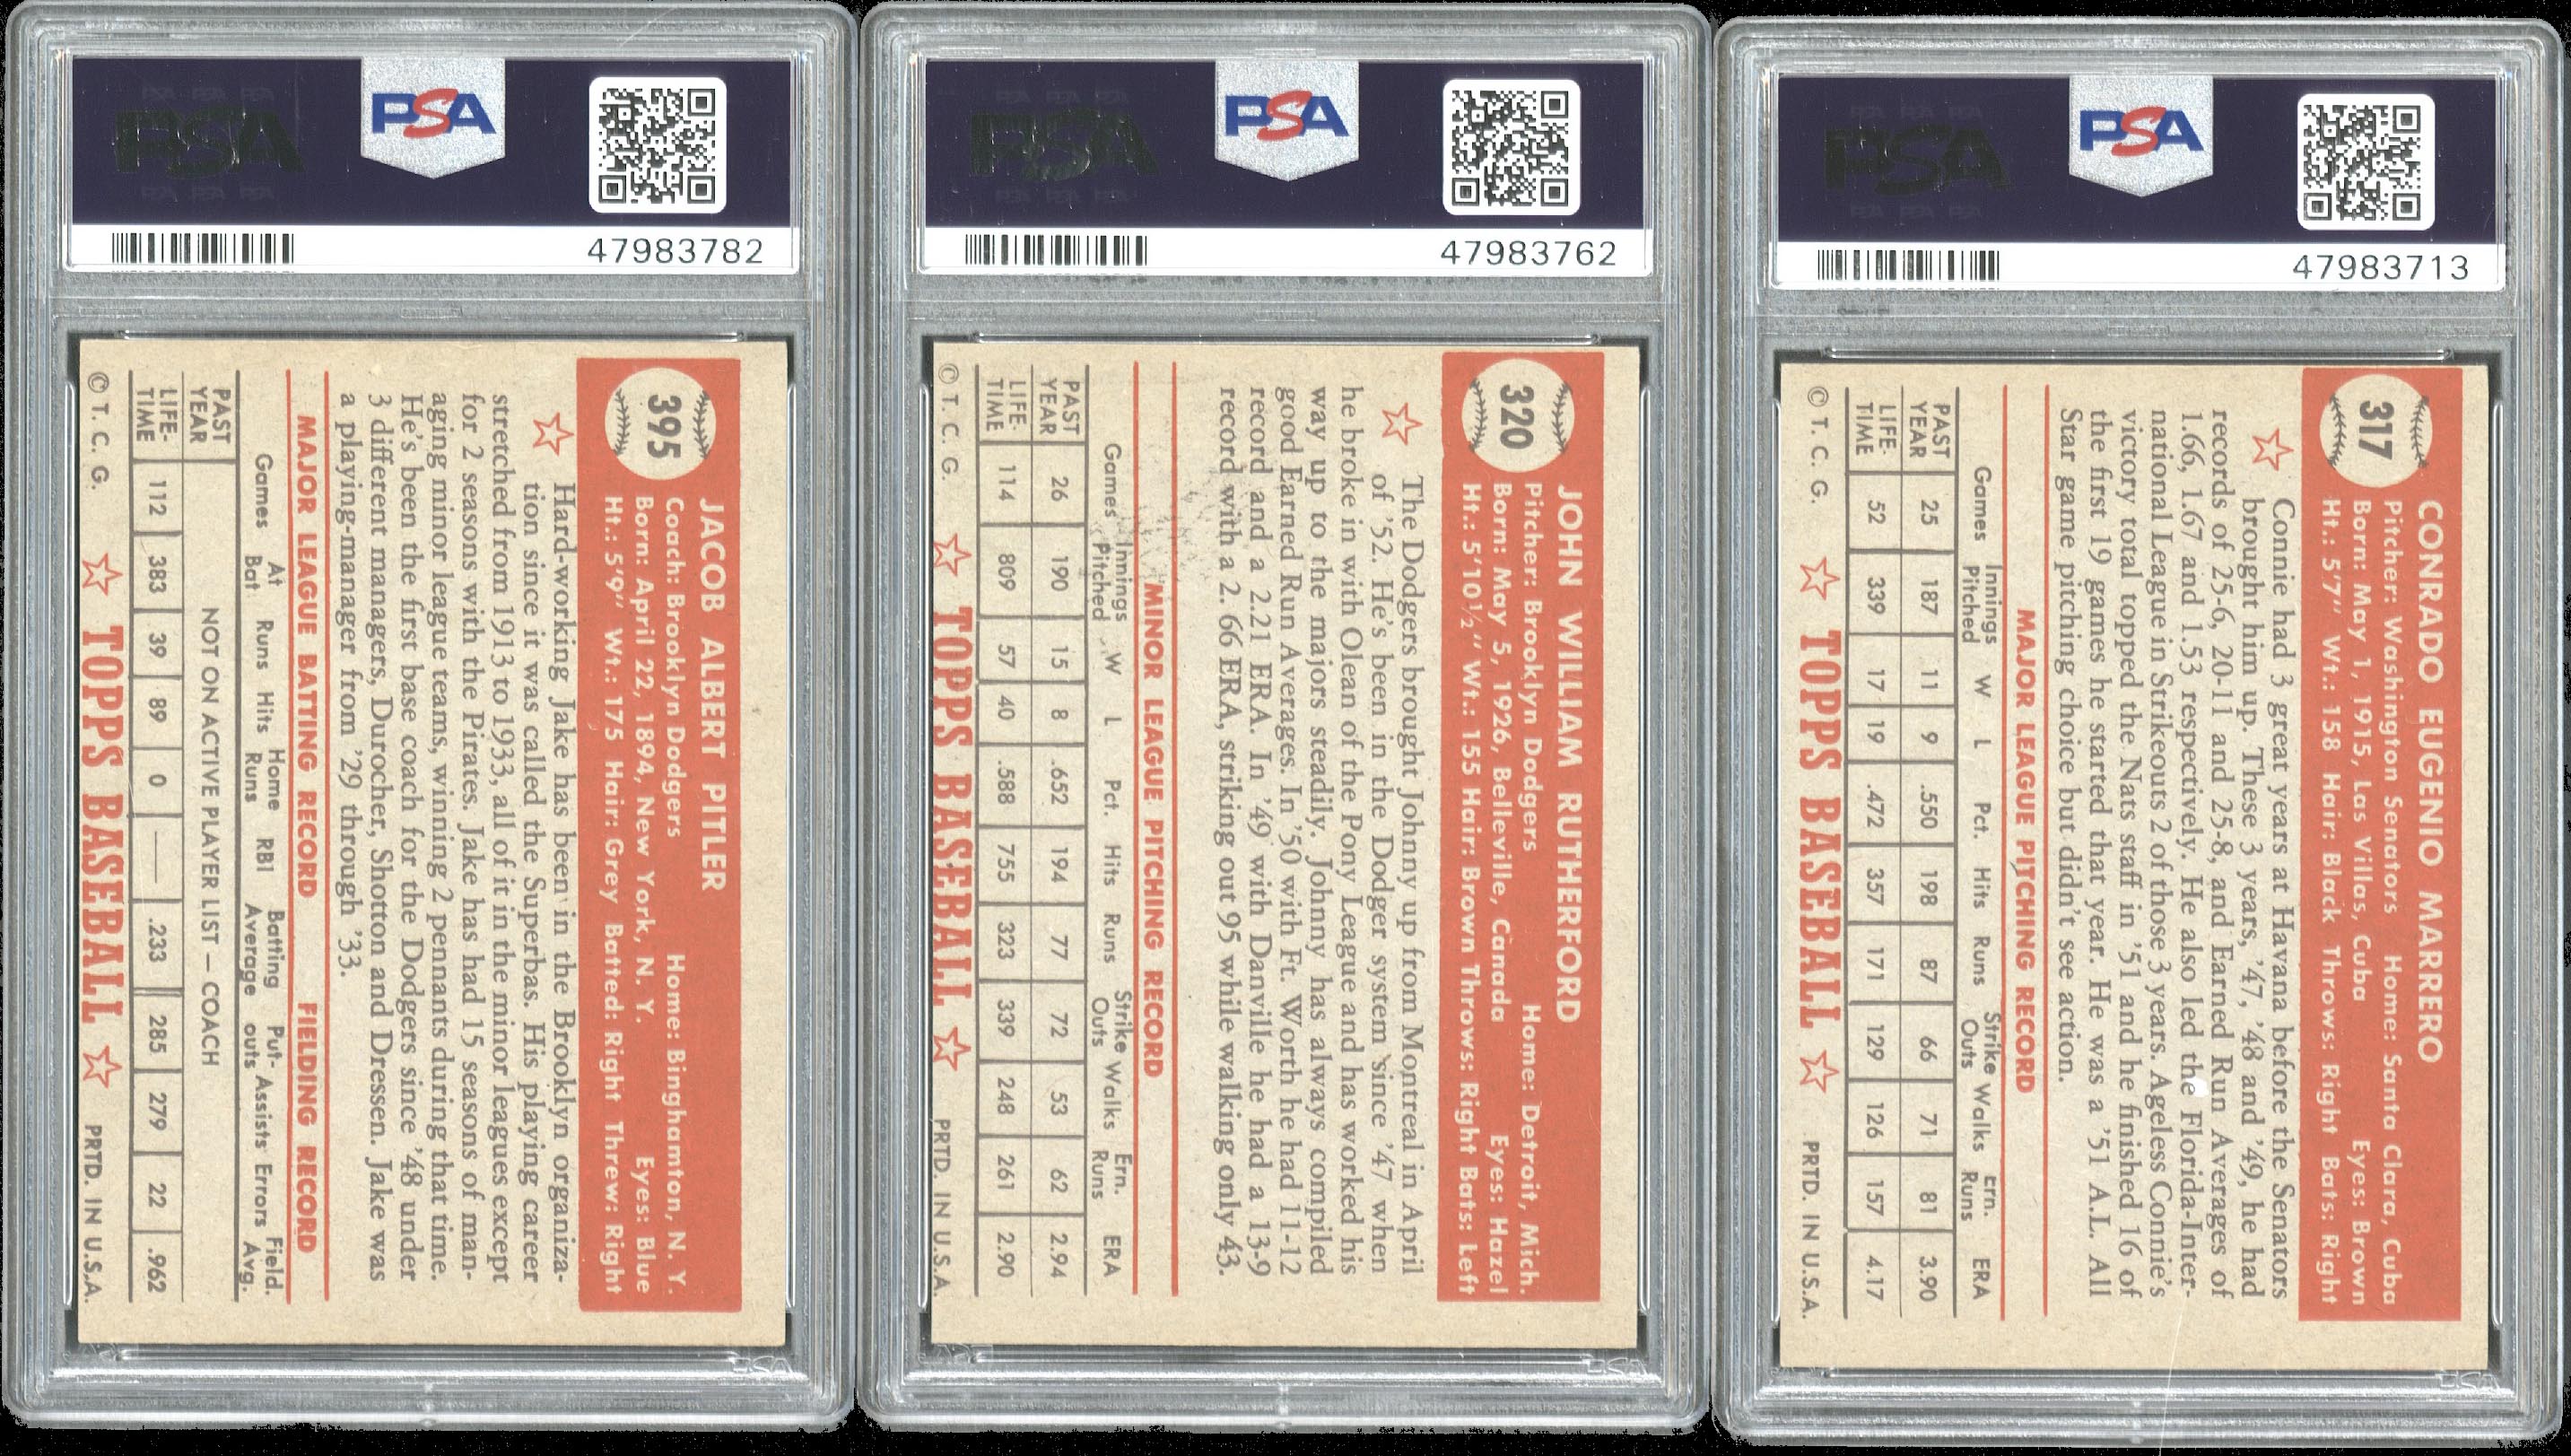 PSA
47983782
395
JACOB ALBERT PITLER
Coach: Brooklyn Dodgers Home: Binghamton, N. Y.
Born: April 22, 1894, New York, N. Y. Eyes: Blue
Ht.: 5'9" Wt.: 175 Hair: Grey Batted: Right Threw: Right
Hard-working Jake has been in the Brooklyn organiza-
tion since it was called the Superbas. His playing career
stretched from 1913 to 1933, all of it in the minor leagues except
for 2 seasons with the Pirates. Jake has had 15 seasons of man-
aging minor league teams, winning 2 pennants during that time.
He's been the first base coach for the Dodgers since '48 under
3 different managers, Durocher, Shotton and Dressen. Jake was
a playing-manager from '29 through '33.
MAJOR LEAGUE BATTING RECORD FIELDING RECORD
Games At Bat Runs Hits Home Runs RBI Batting Average Put-outs Assists Errors Field. Avg.
PAST YEAR NOT ON ACTIVE PLAYER LIST — COACH
LIFE-TIME 112 383 39 89 0 — .233 285 279 22 .962
© T. C. G. TOPPS BASEBALL PRTD. IN U.S.A.
PSA
47983762
320
JOHN WILLIAM RUTHERFORD
Pitcher: Brooklyn Dodgers Home: Detroit, Mich.
Born: May 5, 1926, Belleville, Canada Eyes: Hazel
Ht.: 5'10½" Wt.: 155 Hair: Brown Throws: Right Bats: Left
The Dodgers brought Johnny up from Montreal in April
of '52. He's been in the Dodger system since '47 when
he broke in with Olean of the Pony League and has worked his
way up to the majors steadily. Johnny has always compiled
good Earned Run Averages. In '50 with Ft. Worth he had 11-12
record and a 2.21 ERA. In '49 with Danville he had a 13-9
record with a 2.66 ERA, striking out 95 while walking only 43.
MINOR LEAGUE PITCHING RECORD
Games Innings Pitched W L Pct. Hits Runs Strike Outs Walks Ern. Runs ERA
PAST YEAR 26 190 15 8 .652 194 77 72 53 62 2.94
LIFE-TIME 114 809 57 40 .588 755 323 339 248 261 2.90
© T. C. G. TOPPS BASEBALL PRTD. IN U.S.A.
PSA
47983713
317
CONRADO EUGENIO MARRERO
Pitcher: Washington Senators Home: Santa Clara, Cuba
Born: May 1, 1915, Las Villas, Cuba Eyes: Brown
Ht.: 5'7" Wt.: 158 Hair: Black Throws: Right Bats: Right
Connie had 3 great years at Havana before the Senators
brought him up. These 3 years, '47, '48 and '49, he had
records of 25-6, 20-11 and 25-8, and Earned Run Averages of
1.66, 1.67 and 1.53 respectively. He also led the Florida-Inter-
national League in Strikeouts 2 of those 3 years. Ageless Connie's
victory total topped the Nats staff in '51 and he finished 16 of
the first 19 games he started that year. He was a '51 A.L. All
Star game pitching choice but didn't see action.
MAJOR LEAGUE PITCHING RECORD
Games Innings Pitched W L Pct. Hits Runs Strike Outs Walks Ern. Runs ERA
PAST YEAR 25 187 11 9 .550 198 87 66 71 81 3.90
LIFE-TIME 52 339 17 19 .472 357 171 129 126 157 4.17
© T. C. G. TOPPS BASEBALL PRTD. IN U.S.A.